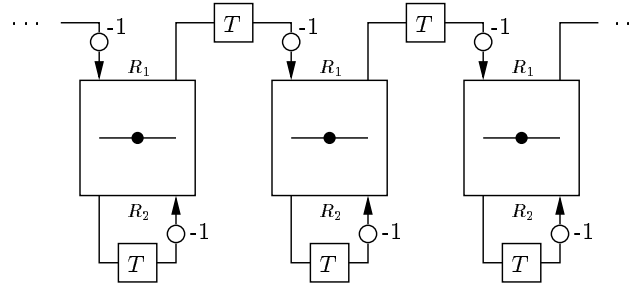 ... -1 T -1 T -1 ...
R₁ R₁ R₁
R₂ R₂ R₂
-1 -1 -1
T T T